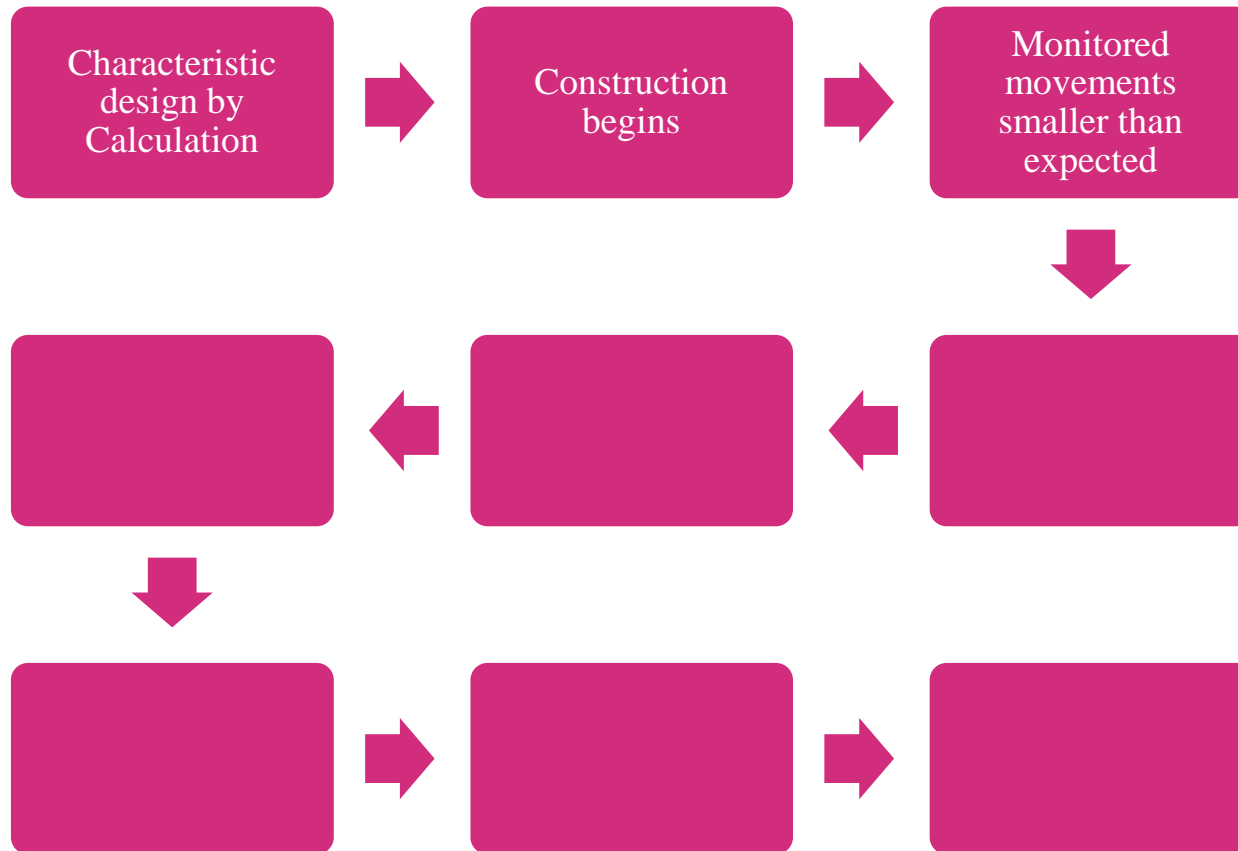 Characteristic
design by
Calculation
Construction
begins
Monitored
movements
smaller than
expected